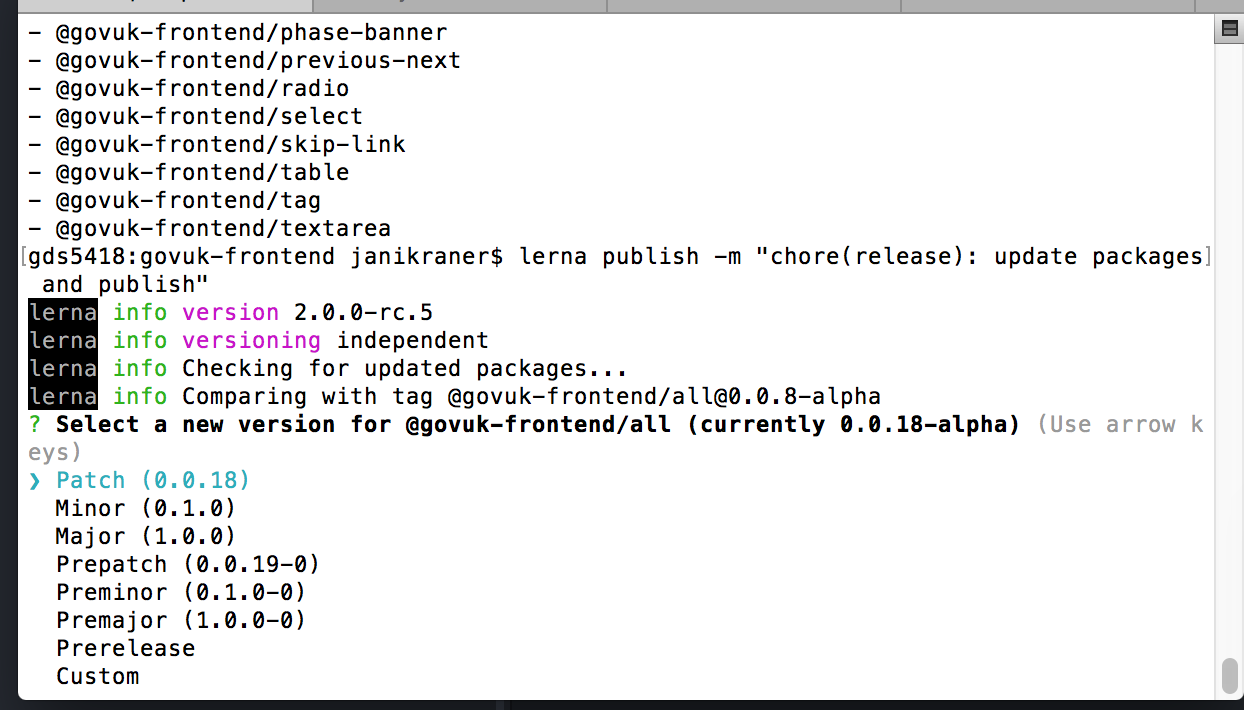 - @govuk-frontend/phase-banner
- @govuk-frontend/previous-next
- @govuk-frontend/radio
- @govuk-frontend/select
- @govuk-frontend/skip-link
- @govuk-frontend/table
- @govuk-frontend/tag
- @govuk-frontend/textarea
[gds5418:govuk-frontend janikraner$ lerna publish -m "chore(release): update packages]
and publish"
lerna info version 2.0.0-rc.5
lerna info versioning independent
lerna info Checking for updated packages...
lerna info Comparing with tag @govuk-frontend/all@0.0.8-alpha
? Select a new version for @govuk-frontend/all (currently 0.0.18-alpha) (Use arrow k
eys)
❯ Patch (0.0.18)
Minor (0.1.0)
Major (1.0.0)
Prepatch (0.0.19-0)
Preminor (0.1.0-0)
Premajor (1.0.0-0)
Prerelease
Custom